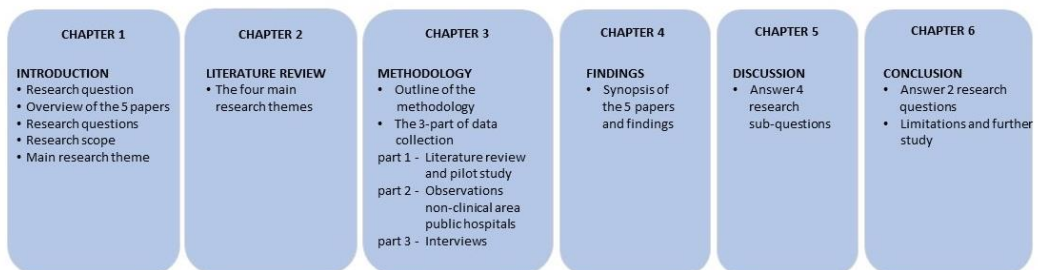 CHAPTER 1
INTRODUCTION
• Research question
• Overview of the 5 papers
• Research questions
• Research scope
• Main research theme
CHAPTER 2
LITERATURE REVIEW
• The four main
research themes
CHAPTER 3
METHODOLOGY
• Outline of the
methodology
• The 3-part of data
collection
part 1 - Literature review
and pilot study
part 2 - Observations
non-clinical area
public hospitals
part 3 - Interviews
CHAPTER 4
FINDINGS
• Synopsis of
the 5 papers
and findings
CHAPTER 5
DISCUSSION
• Answer 4
research
sub-questions
CHAPTER 6
CONCLUSION
• Answer 2 research
questions
• Limitations and further
study